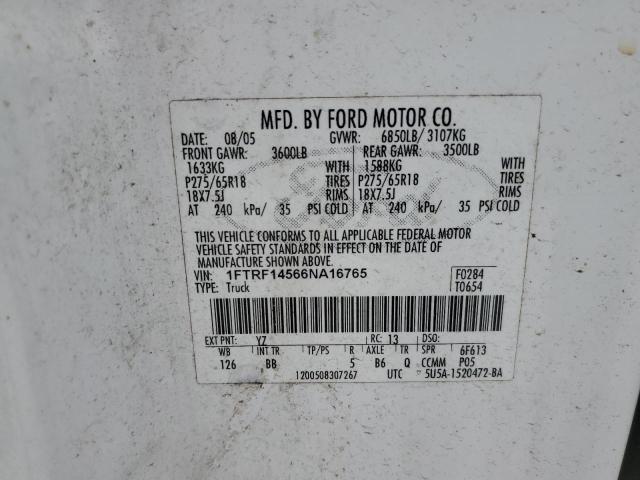 MFD. BY FORD MOTOR CO.
DATE: 08/05 GVWR: 6850LB/ 3107KG
FRONT GAWR: 3600LB REAR GAWR: 3500LB
1633KG WITH 1588KG WITH
P275/65R18 TIRES P275/65R18 TIRES
18X7.5J RIMS 18X7.5J RIMS
AT 240 kPa/ 35 PSI COLD AT 240 kPa/ 35 PSI COLD
THIS VEHICLE CONFORMS TO ALL APPLICABLE FEDERAL MOTOR
VEHICLE SAFETY STANDARDS IN EFFECT ON THE DATE OF
MANUFACTURE SHOWN ABOVE.
VIN: 1FTRF14566NA16765 F0284
TYPE: Truck T0654
EXT PNT: Y7 RC: 13 DSO:
WB INT TR TP/PS R AXLE TR SPR 6F613
126 BB 5 B6 Q CCMM P05
1200508307267 UTC 5U5A-1520472-BA